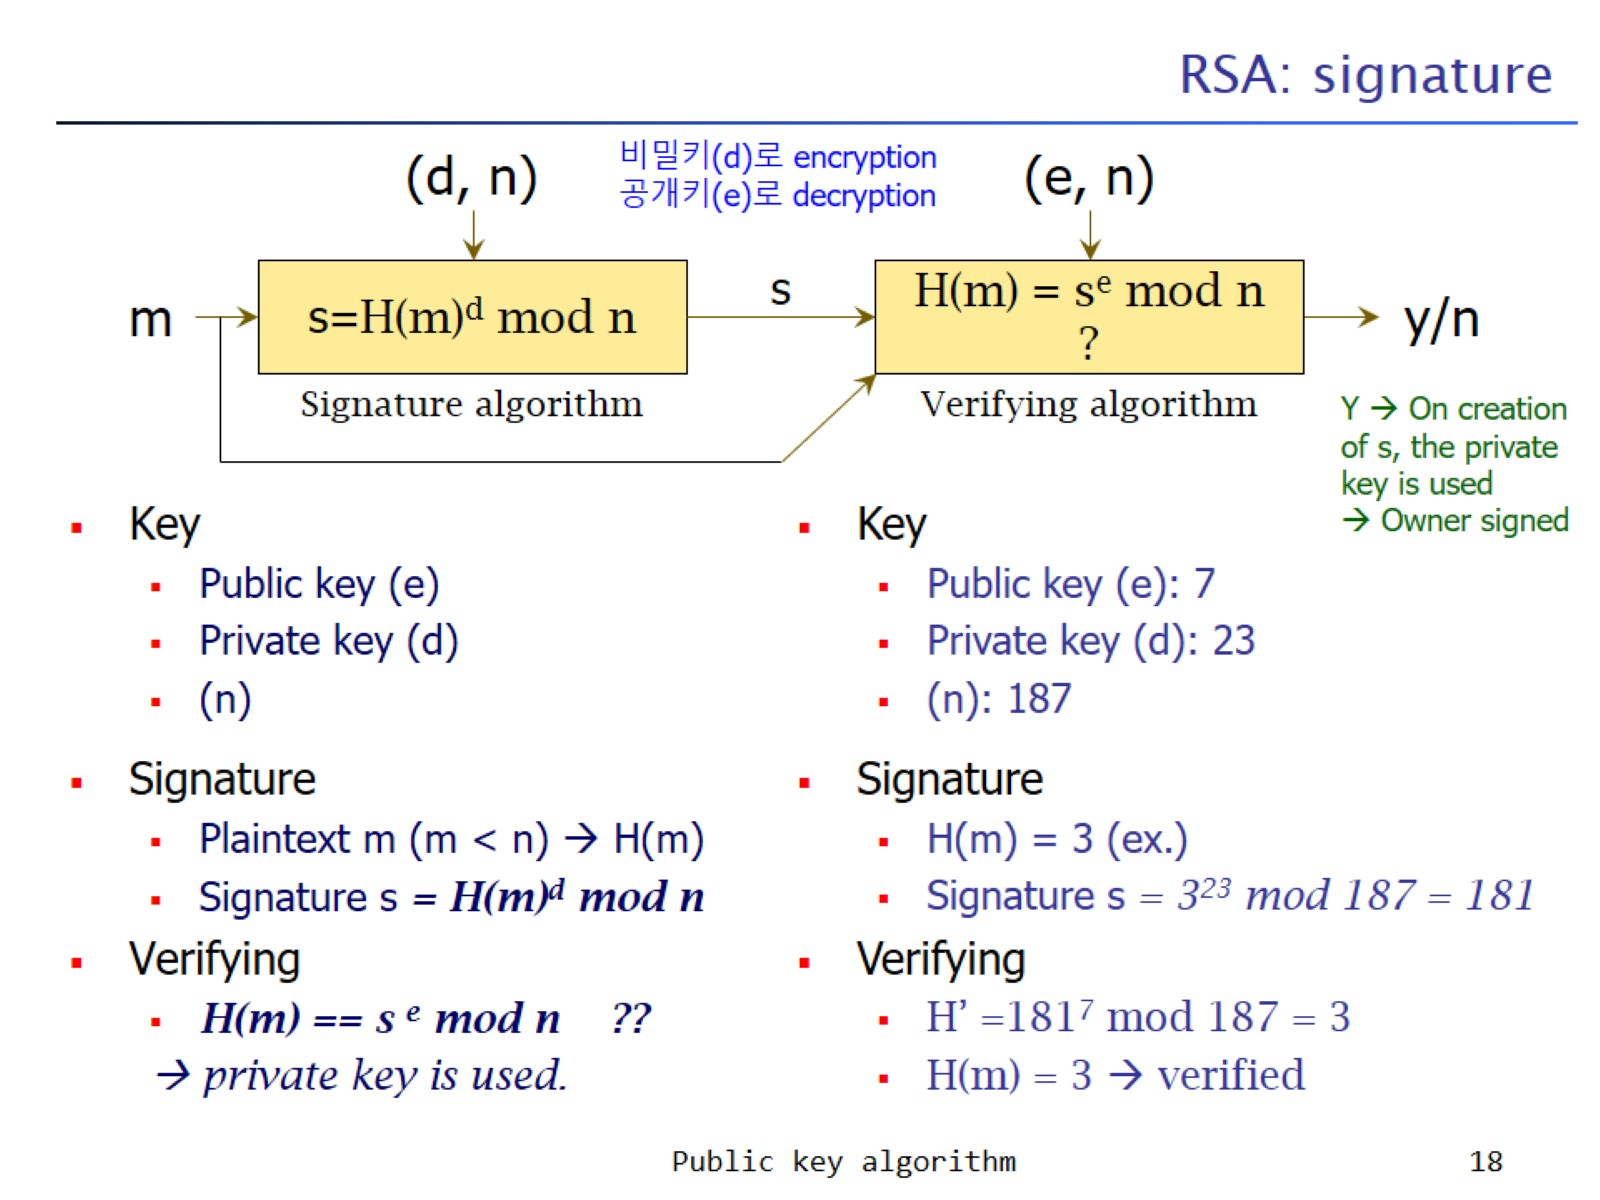 RSA: signature
(d, n)
비밀키(d)로 encryption
공개키(e)로 decryption
(e, n)
m
s=H(m)ᵈ mod n
s
H(m) = sᵉ mod n
?
y/n
Signature algorithm
Verifying algorithm
Y → On creation
of s, the private
key is used
→ Owner signed
▪ Key
▪ Public key (e)
▪ Private key (d)
▪ (n)
▪ Signature
▪ Plaintext m (m < n) → H(m)
▪ Signature s = H(m)ᵈ mod n
▪ Verifying
▪ H(m) == s ᵉ mod n ??
→ private key is used.
▪ Key
▪ Public key (e): 7
▪ Private key (d): 23
▪ (n): 187
▪ Signature
▪ H(m) = 3 (ex.)
▪ Signature s = 3²³ mod 187 = 181
▪ Verifying
▪ H’ =181⁷ mod 187 = 3
▪ H(m) = 3 → verified
Public key algorithm
18